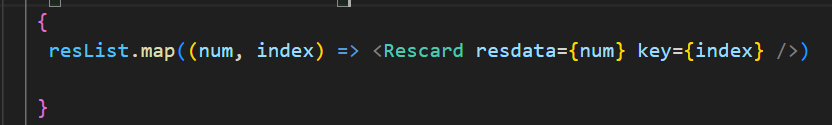 {
resList.map((num, index) => <Rescard resdata={num} key={index} />)
}